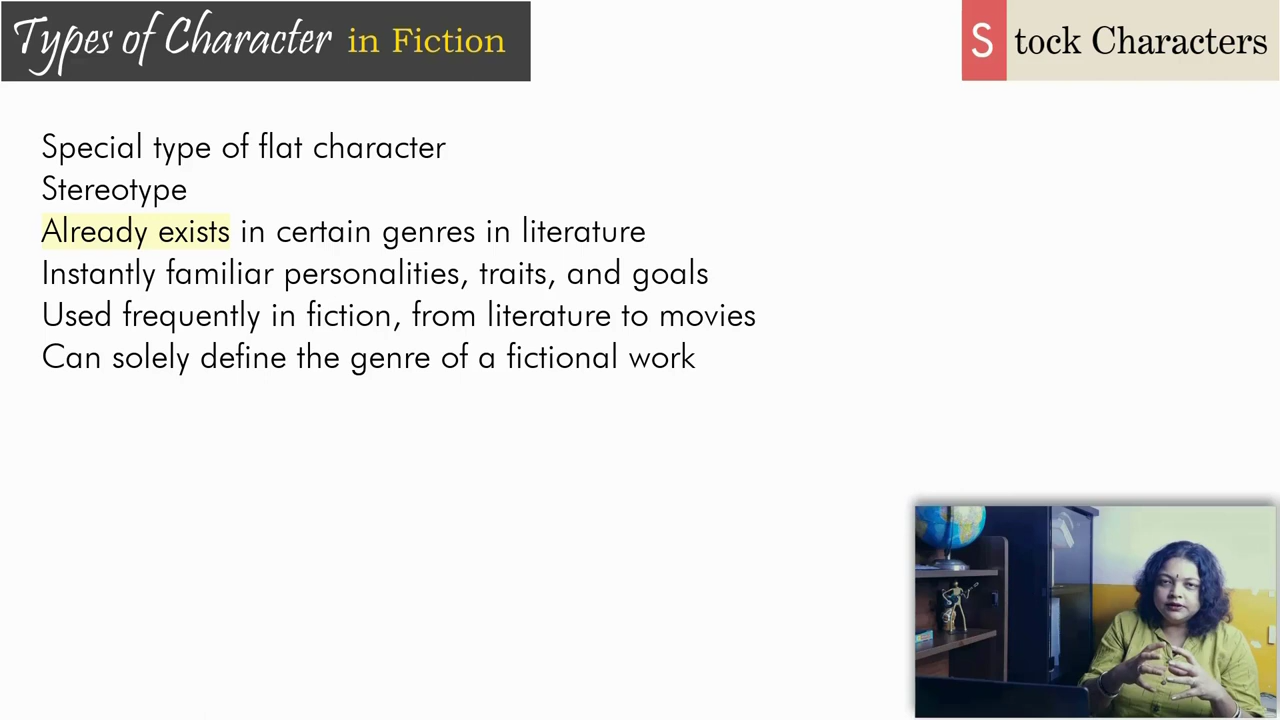 Types of Character in Fiction
Stock Characters
Special type of flat character
Stereotype
Already exists in certain genres in literature
Instantly familiar personalities, traits, and goals
Used frequently in fiction, from literature to movies
Can solely define the genre of a fictional work